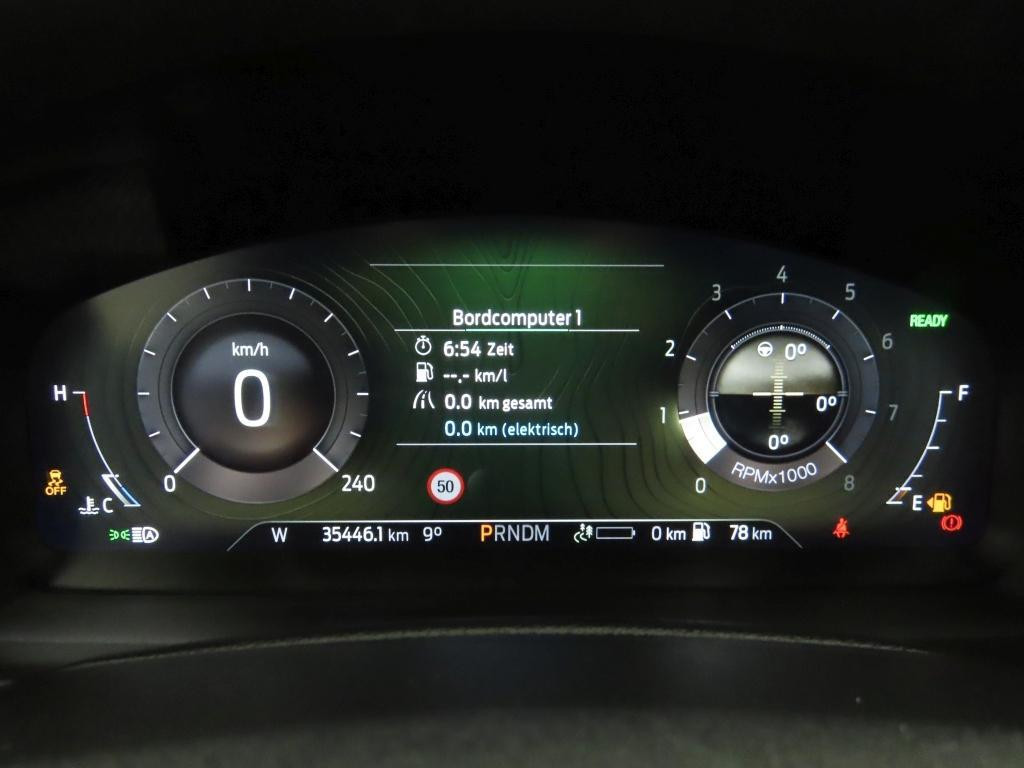 Bordcomputer 1
6:54 Zeit
--.- km/l
0.0 km gesamt
0.0 km (elektrisch)
km/h
0
0
240
50
H
C
OFF
A
0
1
2
3
4
5
6
7
8
0°
0°
0°
RPMx1000
READY
F
E
W 35446.1 km 9° PRNDM 0 km 78 km